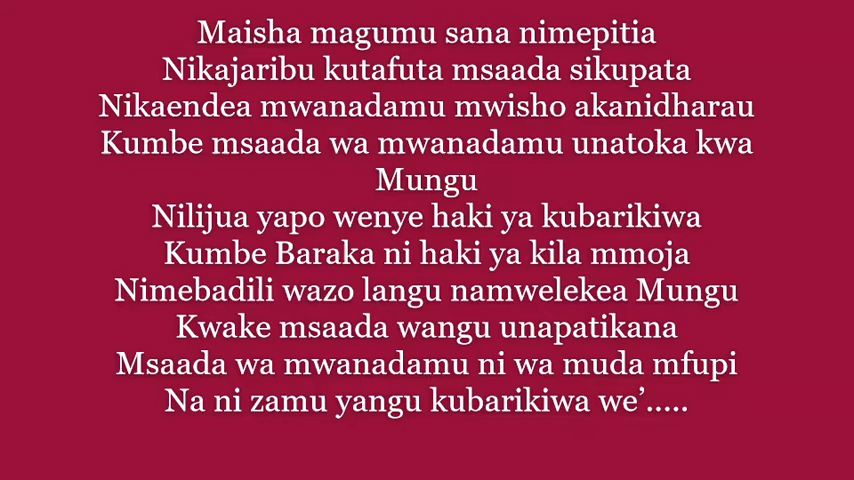 Maisha magumu sana nimepitia
Nikajaribu kutafuta msaada sikupata
Nikaendea mwanadamu mwisho akanidharau
Kumbe msaada wa mwanadamu unatoka kwa
Mungu
Nilijua yapo wenye haki ya kubarikiwa
Kumbe Baraka ni haki ya kila mmoja
Nimebadili wazo langu namwelekea Mungu
Kwake msaada wangu unapatikana
Msaada wa mwanadamu ni wa muda mfupi
Na ni zamu yangu kubarikiwa we’.....